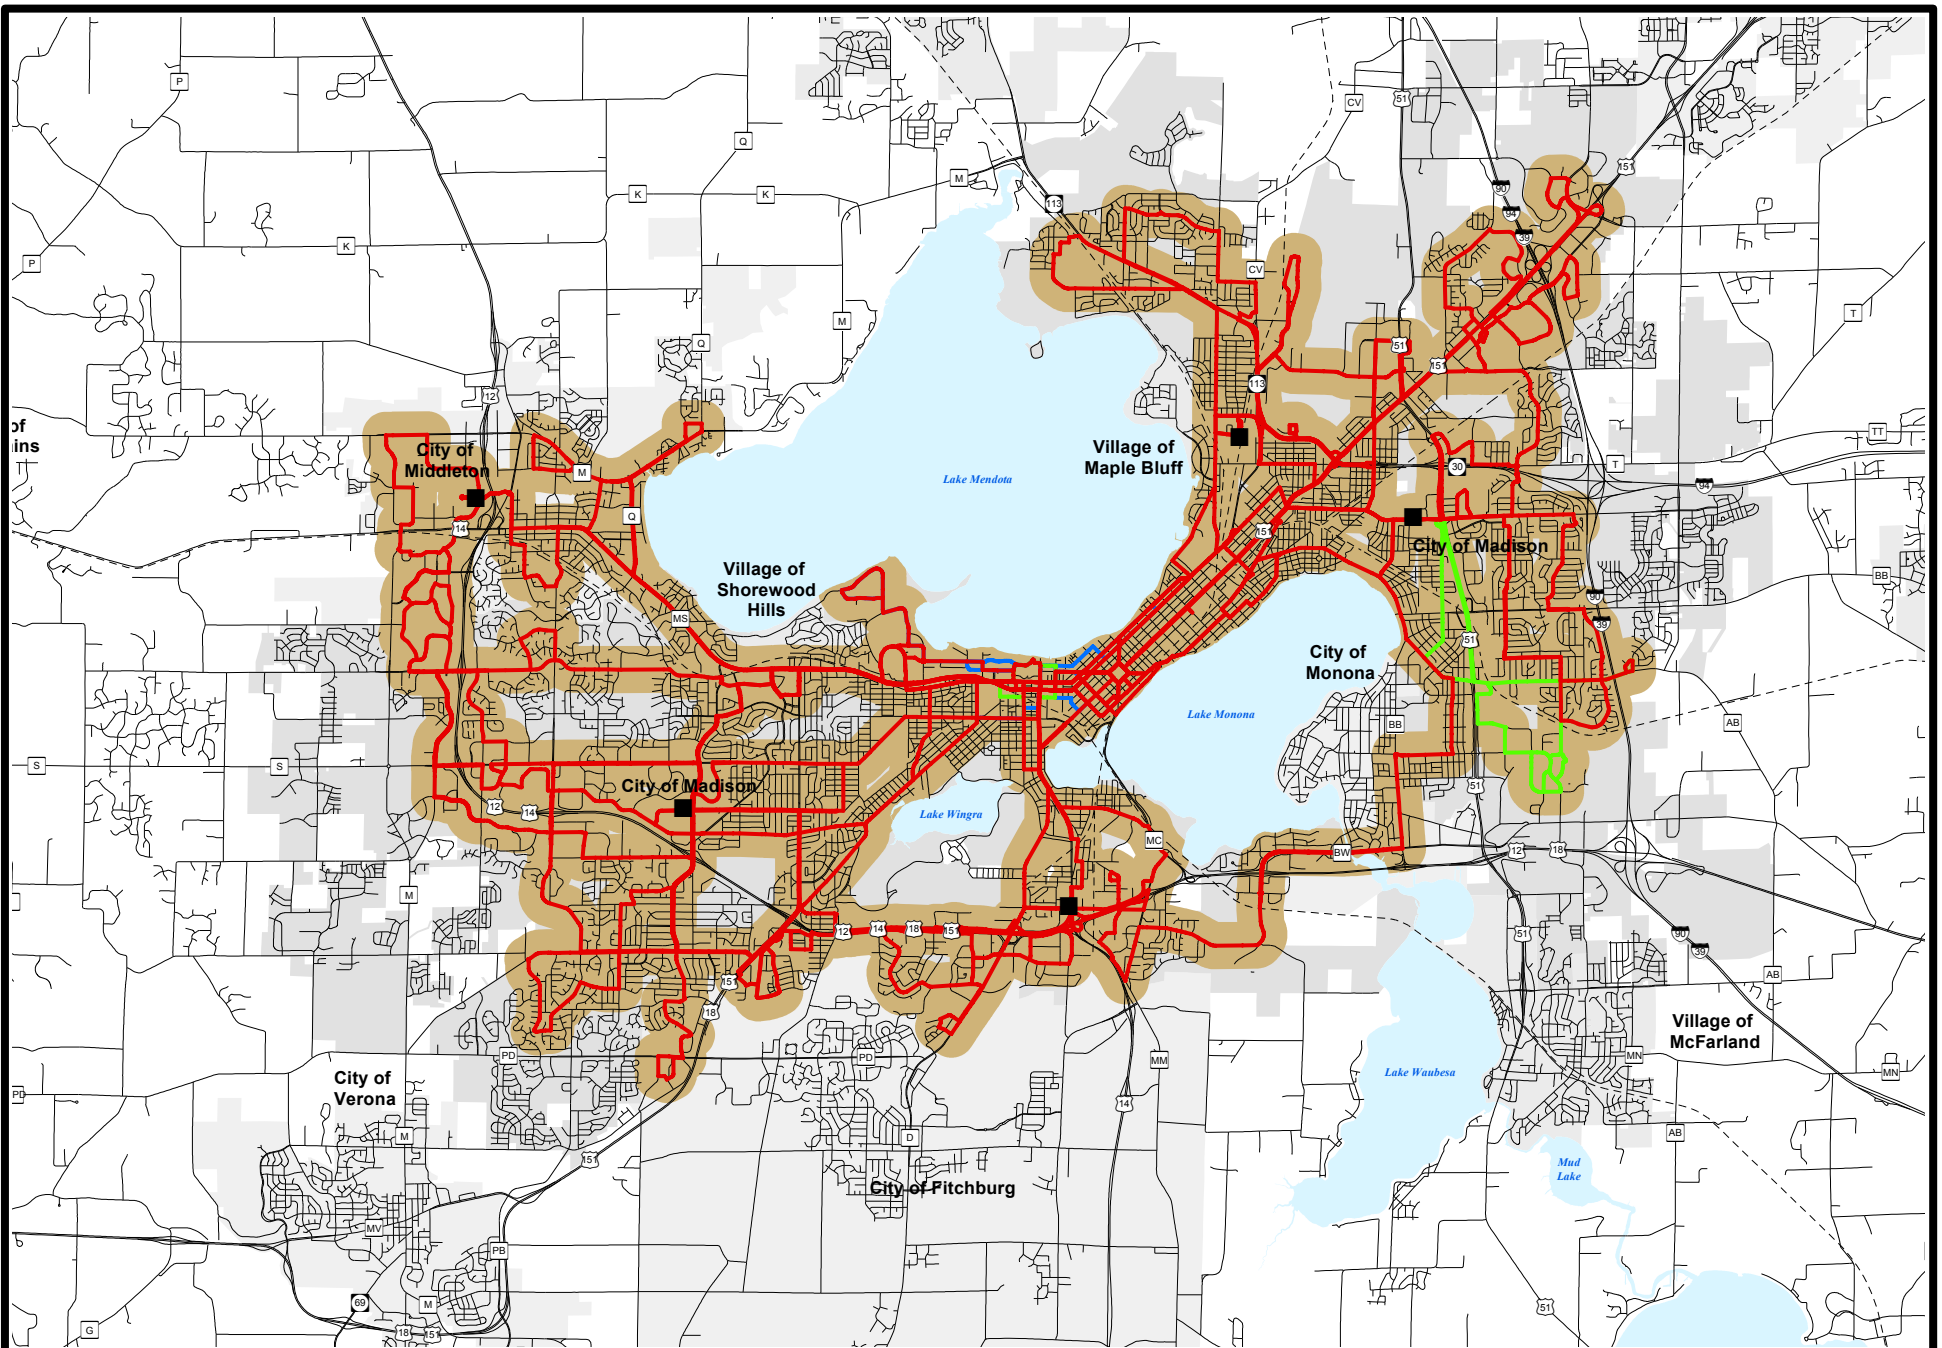 P
CV
51
Q
151
M
K
K
90
113
94
39
K
P
CV
T
M
Q
51
151
113
12
of
ains
City of
Middleton
M
Village of
Maple Bluff
TT
T
30
94
Lake Mendota
Q
14
151
City of Madison
Village of
Shorewood
Hills
BB
90
MS
39
51
City of
Monona
Lake Monona
BB
AB
S
S
City of Madison
51
12
14
Lake Wingra
MC
BW
12
18
M
12
14
18
151
51
90
39
151
AB
18
Village of
McFarland
PD
PD
MM
MN
Lake Waubesa
MN
City of
Verona
PD
14
M
D
AB
151
Mud
Lake
City of Fitchburg
MV
PB
69
M
51
G
18
151